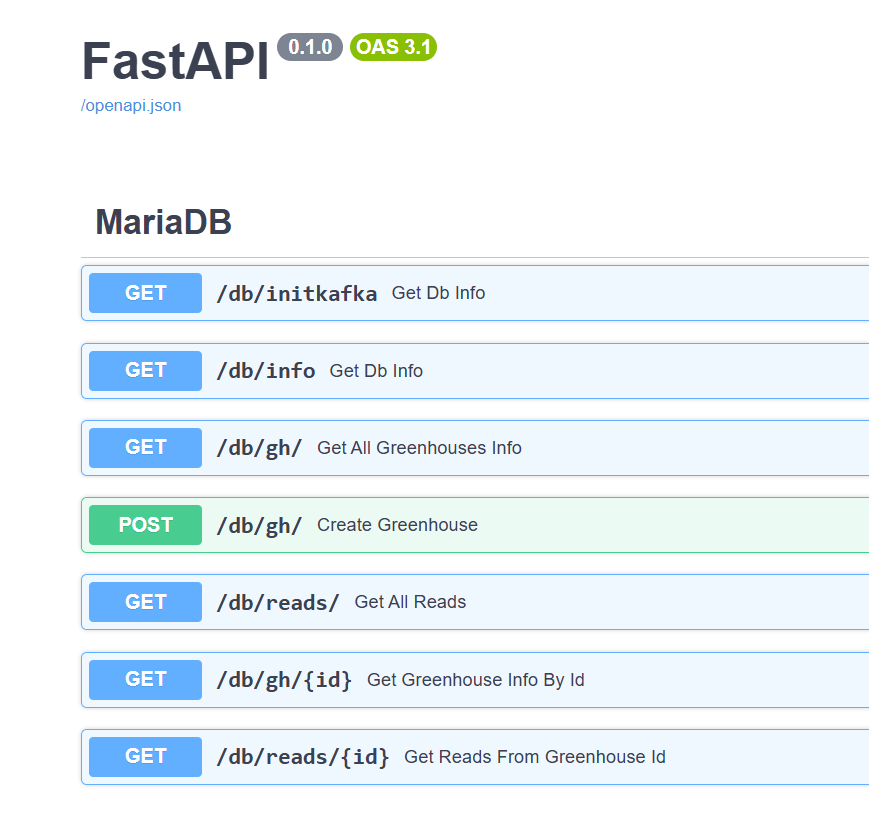 FastAPI 0.1.0 OAS 3.1
/openapi.json
MariaDB
GET /db/initkafka Get Db Info
GET /db/info Get Db Info
GET /db/gh/ Get All Greenhouses Info
POST /db/gh/ Create Greenhouse
GET /db/reads/ Get All Reads
GET /db/gh/{id} Get Greenhouse Info By Id
GET /db/reads/{id} Get Reads From Greenhouse Id